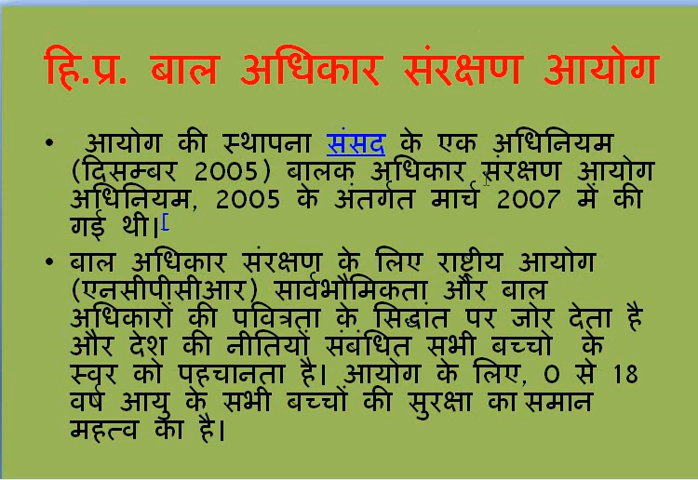 हि.प्र. बाल अधिकार संरक्षण आयोग
• आयोग की स्थापना संसद के एक अधिनियम
(दिसम्बर 2005) बालक अधिकार संरक्षण आयोग
अधिनियम, 2005 के अंतर्गत मार्च 2007 में की
गई थी।[
• बाल अधिकार संरक्षण के लिए राष्ट्रीय आयोग
(एनसीपीसीआर) सार्वभौमिकता और बाल
अधिकारों की पवित्रता के सिद्धांत पर जोर देता है
और देश की नीतियों संबंधित सभी बच्चो के
स्वर को पहचानता है। आयोग के लिए, 0 से 18
वर्ष आयु के सभी बच्चों की सुरक्षा का समान
महत्व का है।